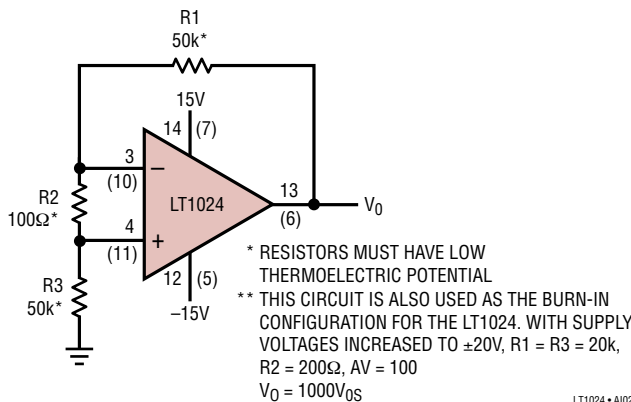 R1
50k*
15V
14 (7)
3
(10)
−
R2
100Ω*
LT1024
13
(6)
V0
4
(11)
+
R3
50k*
12 (5)
–15V
* RESISTORS MUST HAVE LOW
THERMOELECTRIC POTENTIAL
** THIS CIRCUIT IS ALSO USED AS THE BURN-IN
CONFIGURATION FOR THE LT1024. WITH SUPPLY
VOLTAGES INCREASED TO ±20V, R1 = R3 = 20k,
R2 = 200Ω, AV = 100
V0 = 1000V0S
LT1024 • AI02